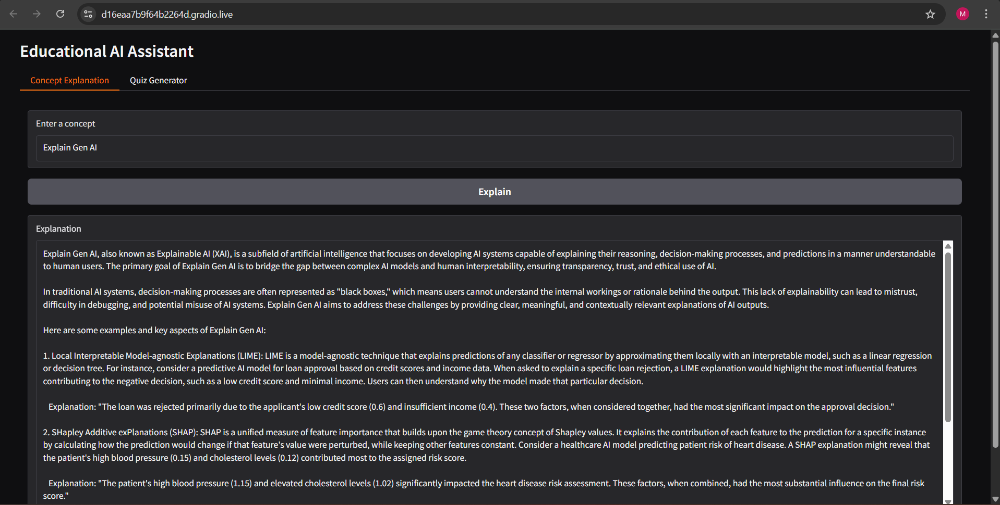 d16eaa7b9f64b2264d.gradio.live
M
Educational AI Assistant
Concept Explanation
Quiz Generator
Enter a concept
Explain Gen AI
Explain
Explanation
Explain Gen AI, also known as Explainable AI (XAI), is a subfield of artificial intelligence that focuses on developing AI systems capable of explaining their reasoning, decision-making processes, and predictions in a manner understandable
to human users. The primary goal of Explain Gen AI is to bridge the gap between complex AI models and human interpretability, ensuring transparency, trust, and ethical use of AI.
In traditional AI systems, decision-making processes are often represented as "black boxes," which means users cannot understand the internal workings or rationale behind the output. This lack of explainability can lead to mistrust,
difficulty in debugging, and potential misuse of AI systems. Explain Gen AI aims to address these challenges by providing clear, meaningful, and contextually relevant explanations of AI outputs.
Here are some examples and key aspects of Explain Gen AI:
1. Local Interpretable Model-agnostic Explanations (LIME): LIME is a model-agnostic technique that explains predictions of any classifier or regressor by approximating them locally with an interpretable model, such as a linear regression
or decision tree. For instance, consider a predictive AI model for loan approval based on credit scores and income data. When asked to explain a specific loan rejection, a LIME explanation would highlight the most influential features
contributing to the negative decision, such as a low credit score and minimal income. Users can then understand why the model made that particular decision.
Explanation: "The loan was rejected primarily due to the applicant's low credit score (0.6) and insufficient income (0.4). These two factors, when considered together, had the most significant impact on the approval decision."
2. SHapley Additive exPlanations (SHAP): SHAP is a unified measure of feature importance that builds upon the game theory concept of Shapley values. It explains the contribution of each feature to the prediction for a specific instance
by calculating how the prediction would change if that feature's value were perturbed, while keeping other features constant. Consider a healthcare AI model predicting patient risk of heart disease. A SHAP explanation might reveal that
the patient's high blood pressure (0.15) and cholesterol levels (0.12) contributed most to the assigned risk score.
Explanation: "The patient's high blood pressure (1.15) and elevated cholesterol levels (1.02) significantly impacted the heart disease risk assessment. These factors, when combined, had the most substantial influence on the final risk
score."